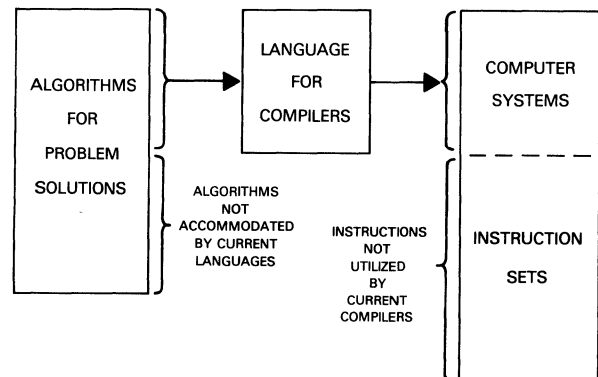 ALGORITHMS
FOR
PROBLEM
SOLUTIONS
LANGUAGE
FOR
COMPILERS
COMPUTER
SYSTEMS
ALGORITHMS
NOT
ACCOMMODATED
BY CURRENT
LANGUAGES
INSTRUCTIONS
NOT
UTILIZED
BY
CURRENT
COMPILERS
INSTRUCTION
SETS